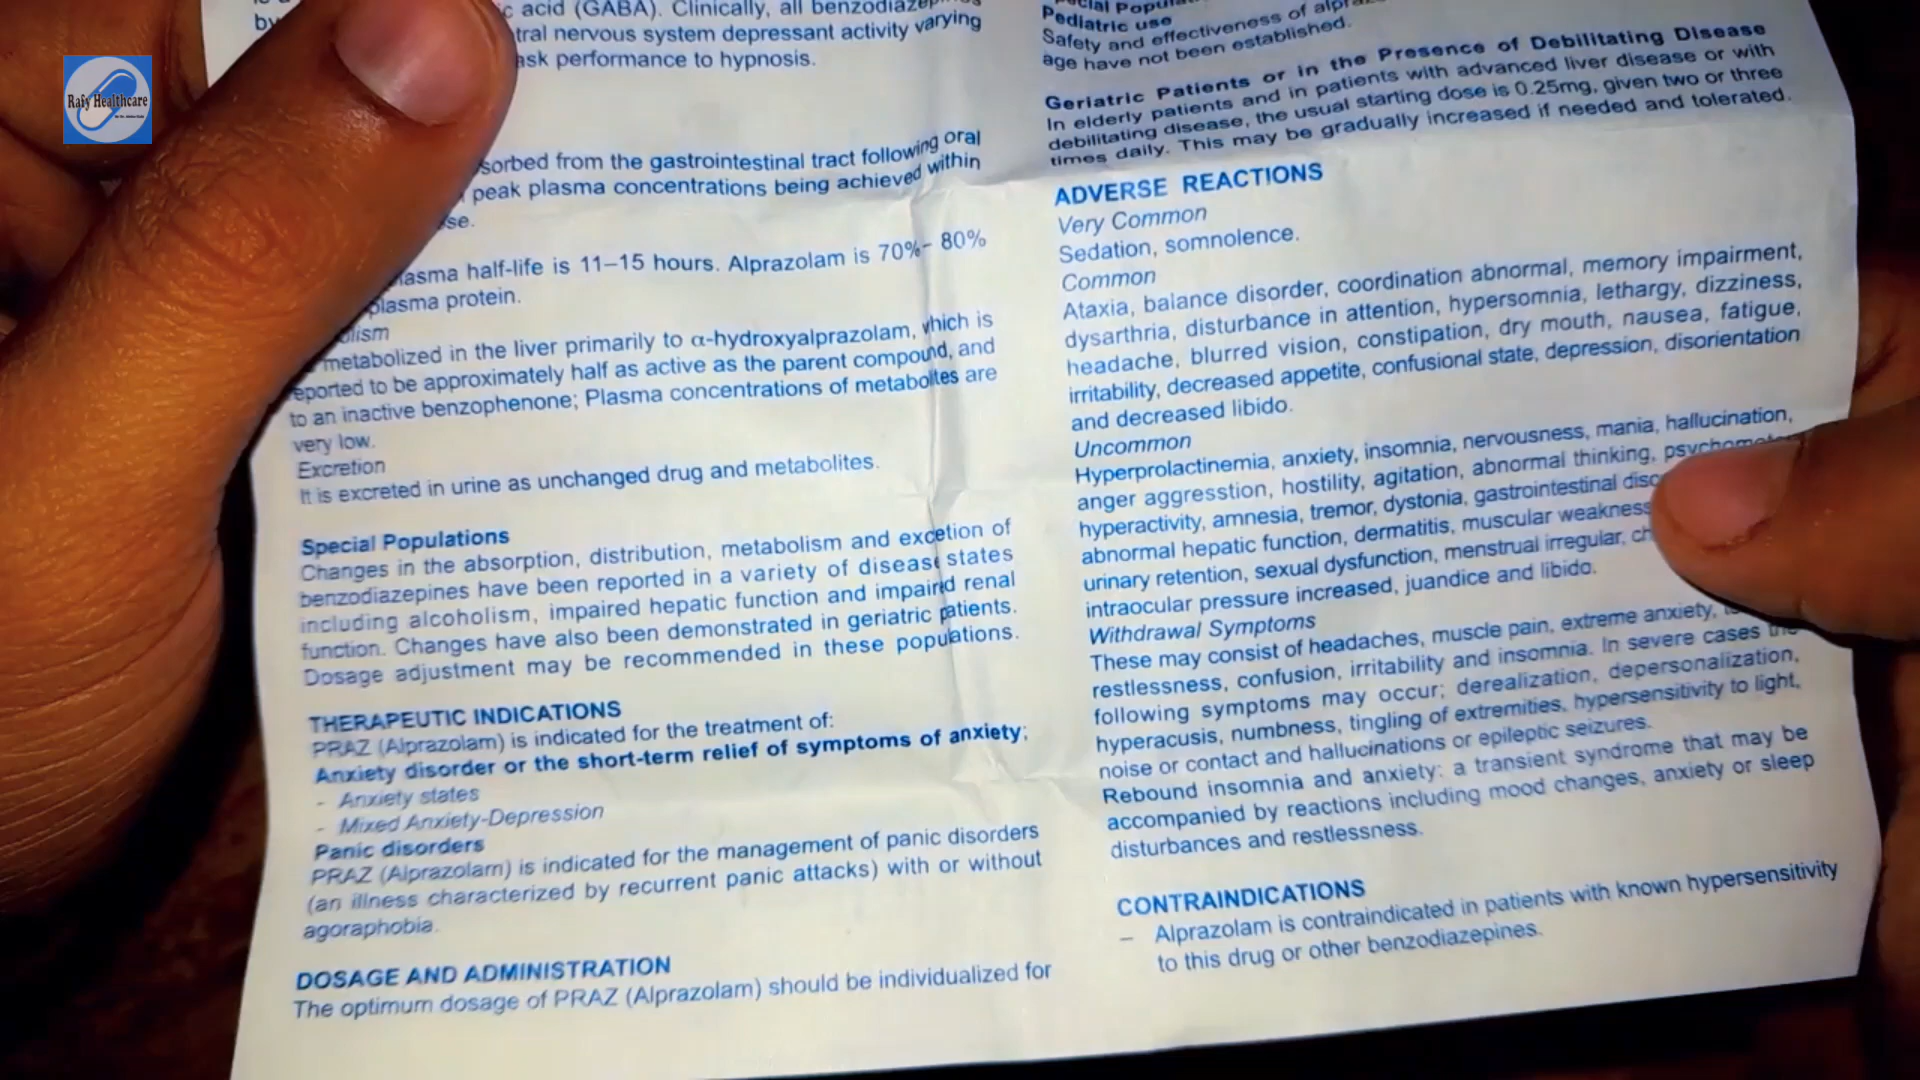 Rafy Healthcare
c acid (GABA). Clinically, all
by
tral nervous system depressant activity varying
ask performance to hypnosis.
sorbed from the gastrointestinal tract following oral
peak plasma concentrations being achieved within
se.
lasma half-life is 11–15 hours. Alprazolam is 70%– 80%
plasma protein.
lism
metabolized in the liver primarily to α-hydroxyalprazolam, which is
eported to be approximately half as active as the parent compound, and
to an inactive benzophenone; Plasma concentrations of metabolites are
very low.
Excretion
It is excreted in urine as unchanged drug and metabolites.
Special Populations
Changes in the absorption, distribution, metabolism and excetion of
benzodiazepines have been reported in a variety of disease states
including alcoholism, impaired hepatic function and impaired renal
function. Changes have also been demonstrated in geriatric patients.
Dosage adjustment may be recommended in these populations.
THERAPEUTIC INDICATIONS
PRAZ (Alprazolam) is indicated for the treatment of:
Anxiety disorder or the short-term relief of symptoms of anxiety;
- Anxiety states
- Mixed Anxiety-Depression
Panic disorders
PRAZ (Alprazolam) is indicated for the management of panic disorders
(an illness characterized by recurrent panic attacks) with or without
agoraphobia.
DOSAGE AND ADMINISTRATION
The optimum dosage of PRAZ (Alprazolam) should be individualized for
Pediatric use
Safety and effectiveness of
age have not been established.
Geriatric Patients or in the Presence of Debilitating Disease
In elderly patients and in patients with advanced liver disease or with
debilitating disease, the usual starting dose is 0.25mg, given two or three
times daily. This may be gradually increased if needed and tolerated.
ADVERSE REACTIONS
Very Common
Sedation, somnolence.
Common
Ataxia, balance disorder, coordination abnormal, memory impairment,
dysarthria, disturbance in attention, hypersomnia, lethargy, dizziness,
headache, blurred vision, constipation, dry mouth, nausea, fatigue,
irritability, decreased appetite, confusional state, depression, disorientation
and decreased libido.
Uncommon
Hyperprolactinemia, anxiety, insomnia, nervousness, mania, hallucination,
anger aggresstion, hostility, agitation, abnormal thinking,
hyperactivity, amnesia, tremor, dystonia, gastrointestinal
abnormal hepatic function, dermatitis, muscular weakness
urinary retention, sexual dysfunction, menstrual irregular,
intraocular pressure increased, juandice and libido.
Withdrawal Symptoms
These may consist of headaches, muscle pain, extreme anxiety,
restlessness, confusion, irritability and insomnia. In severe cases the
following symptoms may occur; derealization, depersonalization,
hyperacusis, numbness, tingling of extremities, hypersensitivity to light,
noise or contact and hallucinations or epileptic seizures.
Rebound insomnia and anxiety: a transient syndrome that may be
accompanied by reactions including mood changes, anxiety or sleep
disturbances and restlessness.
CONTRAINDICATIONS
– Alprazolam is contraindicated in patients with known hypersensitivity
to this drug or other benzodiazepines.